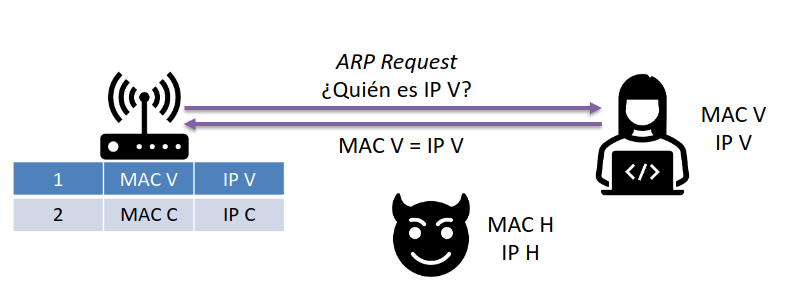 ARP Request
¿Quién es IP V?
MAC V = IP V
MAC V
IP V
</>
1 MAC V IP V
2 MAC C IP C
MAC H
IP H